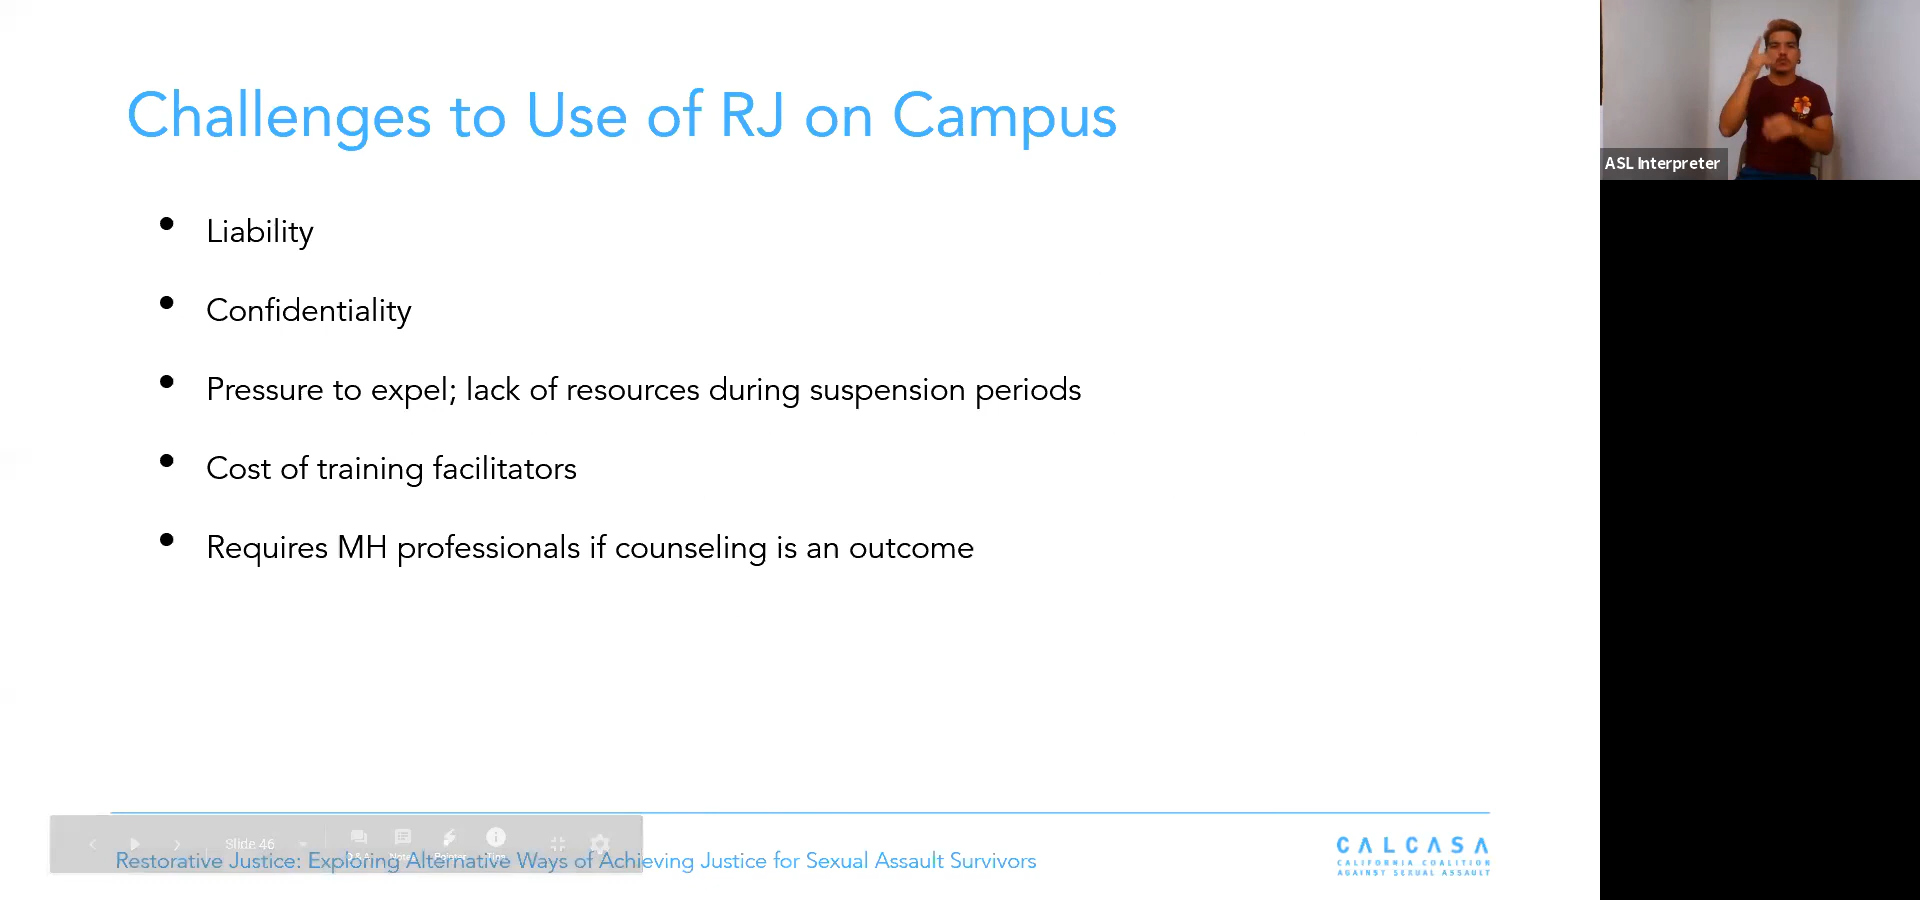 Challenges to Use of RJ on Campus
ASL Interpreter
• Liability
• Confidentiality
• Pressure to expel; lack of resources during suspension periods
• Cost of training facilitators
• Requires MH professionals if counseling is an outcome
Slide 46
Restorative Justice: Exploring Alternative Ways of Achieving Justice for Sexual Assault Survivors
CALCASA
CALIFORNIA COALITION
AGAINST SEXUAL ASSAULT